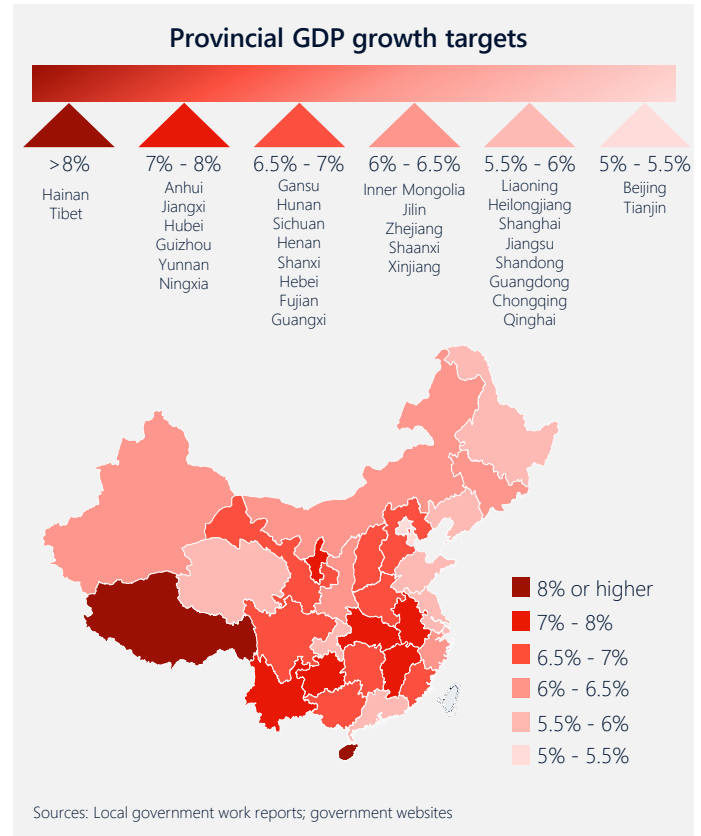 Provincial GDP growth targets
>8%
Hainan
Tibet
7% - 8%
Anhui
Jiangxi
Hubei
Guizhou
Yunnan
Ningxia
6.5% - 7%
Gansu
Hunan
Sichuan
Henan
Shanxi
Hebei
Fujian
Guangxi
6% - 6.5%
Inner Mongolia
Jilin
Zhejiang
Shaanxi
Xinjiang
5.5% - 6%
Liaoning
Heilongjiang
Shanghai
Jiangsu
Shandong
Guangdong
Chongqing
Qinghai
5% - 5.5%
Beijing
Tianjin
8% or higher
7% - 8%
6.5% - 7%
6% - 6.5%
5.5% - 6%
5% - 5.5%
Sources: Local government work reports; government websites